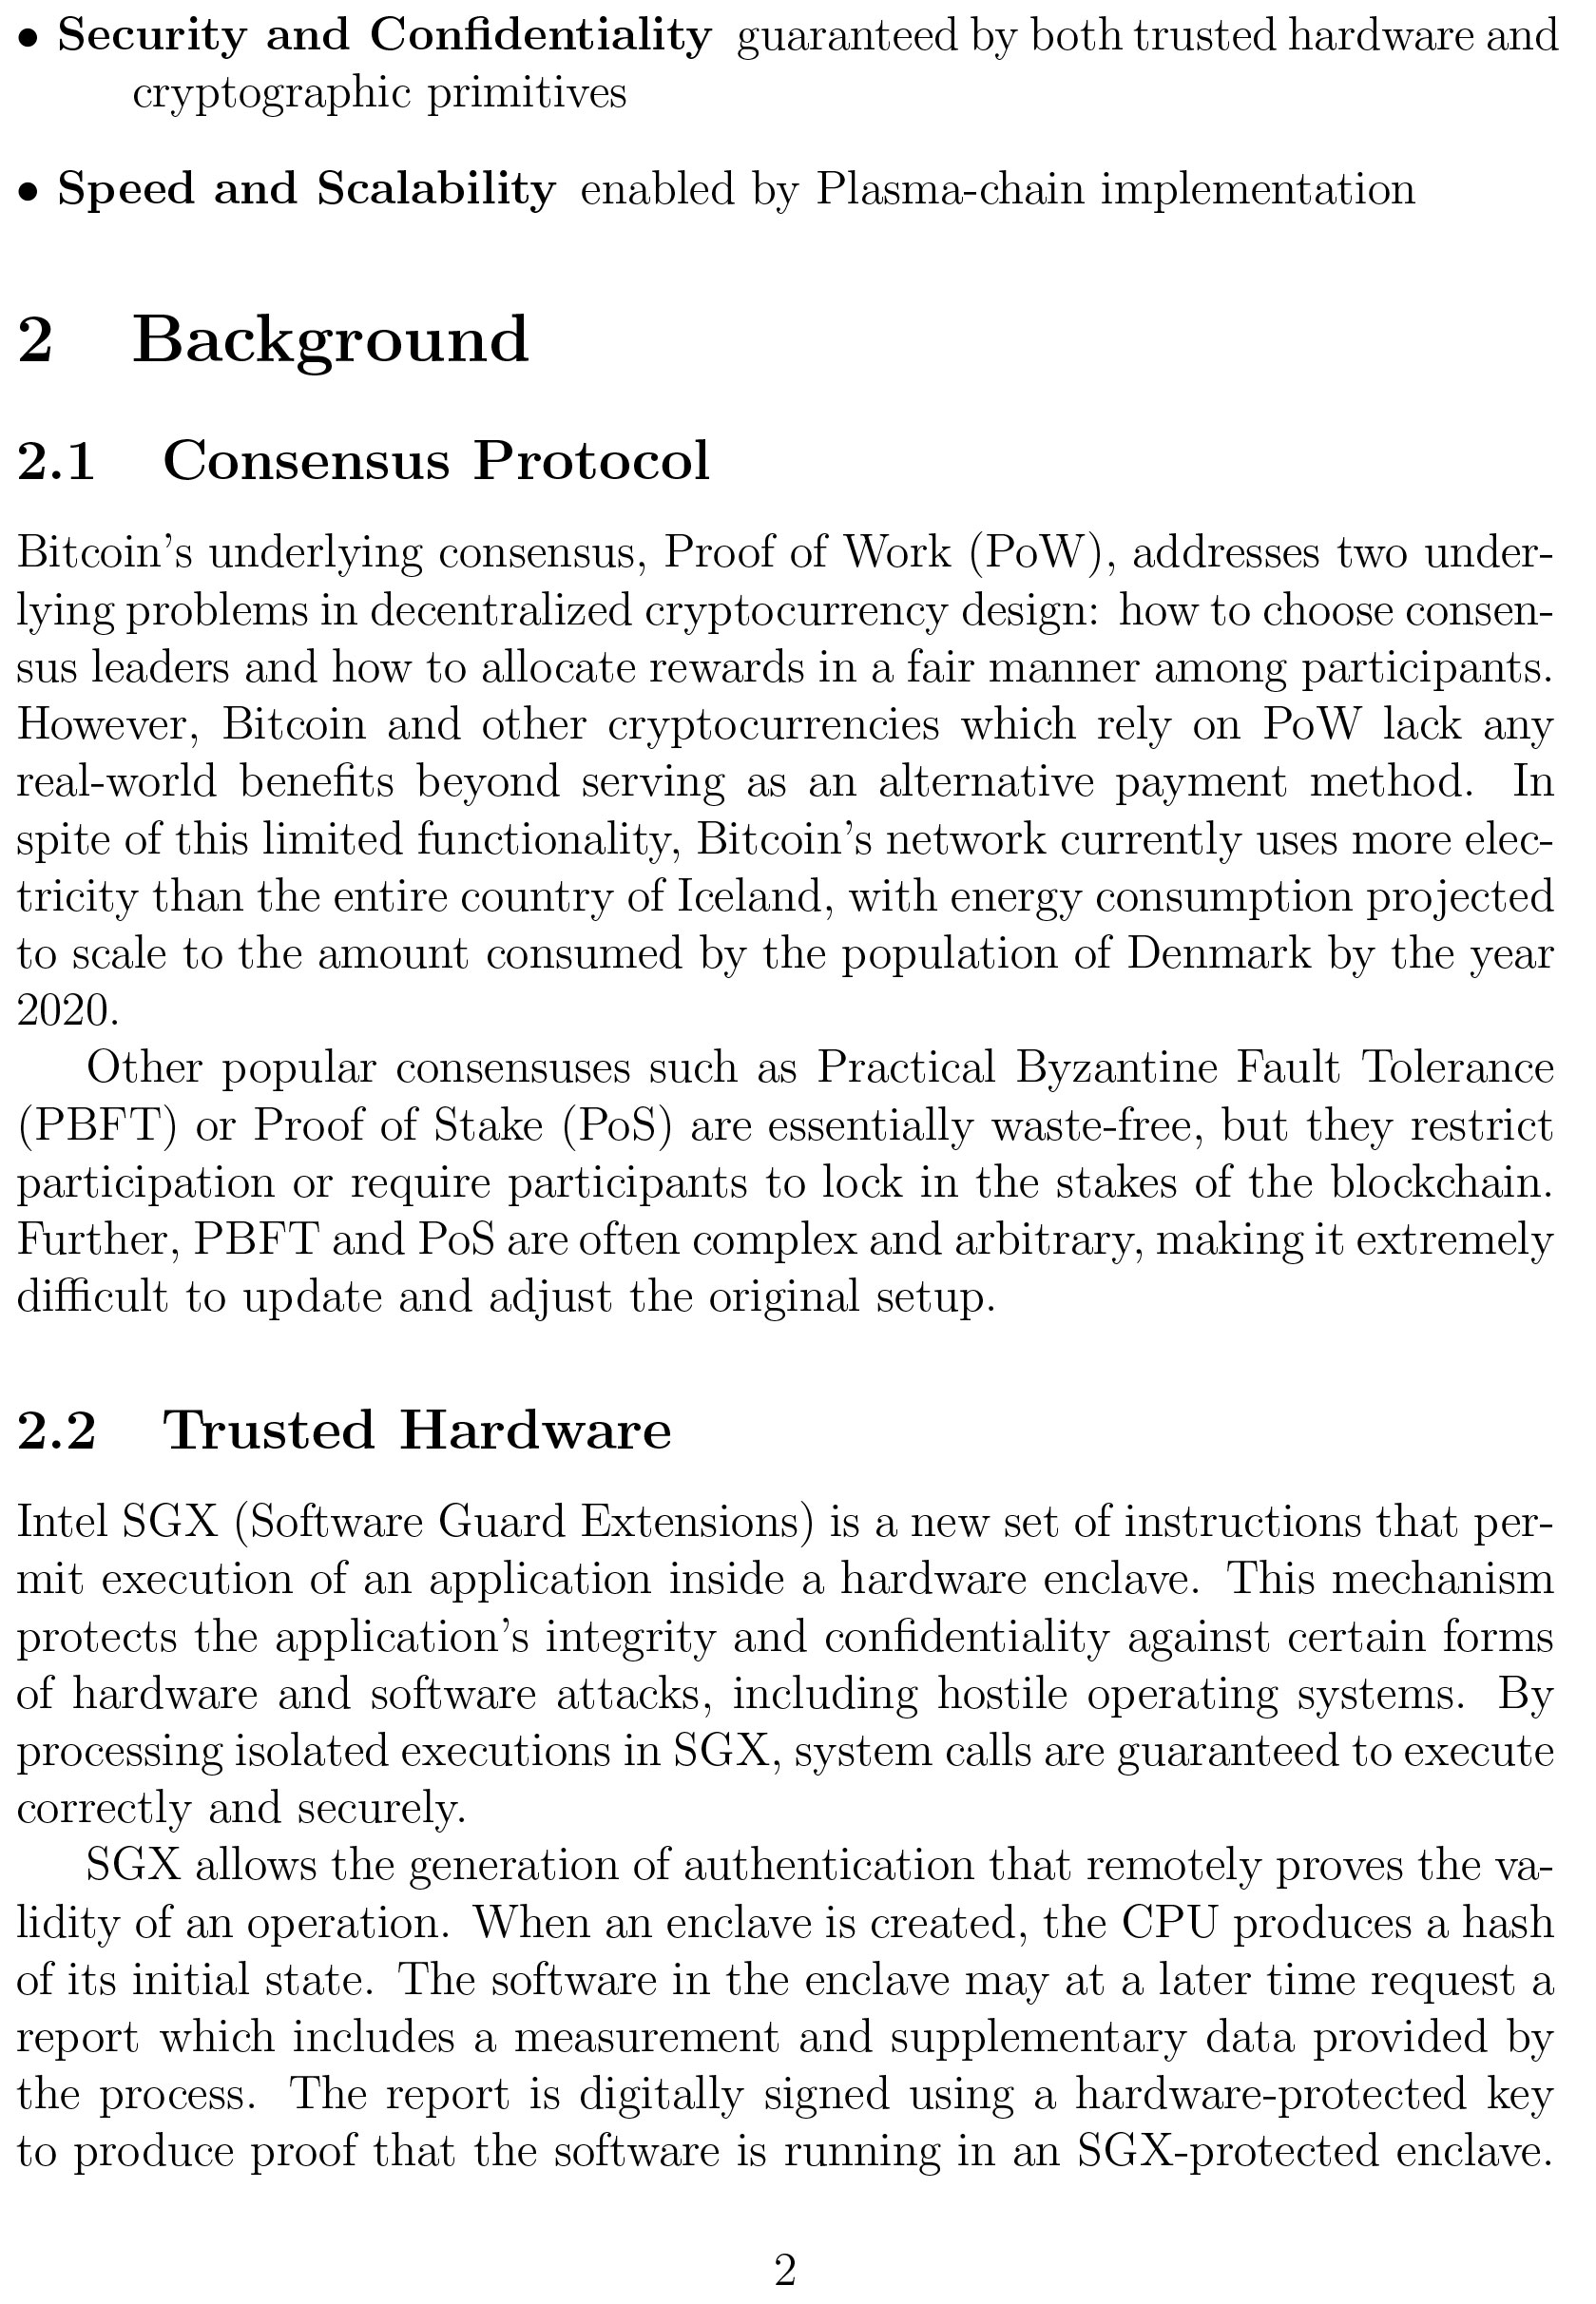 • Security and Confidentiality guaranteed by both trusted hardware and
cryptographic primitives
• Speed and Scalability enabled by Plasma-chain implementation
2 Background
2.1 Consensus Protocol
Bitcoin's underlying consensus, Proof of Work (PoW), addresses two under-
lying problems in decentralized cryptocurrency design: how to choose consen-
sus leaders and how to allocate rewards in a fair manner among participants.
However, Bitcoin and other cryptocurrencies which rely on PoW lack any
real-world benefits beyond serving as an alternative payment method. In
spite of this limited functionality, Bitcoin's network currently uses more elec-
tricity than the entire country of Iceland, with energy consumption projected
to scale to the amount consumed by the population of Denmark by the year
2020.
Other popular consensuses such as Practical Byzantine Fault Tolerance
(PBFT) or Proof of Stake (PoS) are essentially waste-free, but they restrict
participation or require participants to lock in the stakes of the blockchain.
Further, PBFT and PoS are often complex and arbitrary, making it extremely
difficult to update and adjust the original setup.
2.2 Trusted Hardware
Intel SGX (Software Guard Extensions) is a new set of instructions that per-
mit execution of an application inside a hardware enclave. This mechanism
protects the application's integrity and confidentiality against certain forms
of hardware and software attacks, including hostile operating systems. By
processing isolated executions in SGX, system calls are guaranteed to execute
correctly and securely.
SGX allows the generation of authentication that remotely proves the va-
lidity of an operation. When an enclave is created, the CPU produces a hash
of its initial state. The software in the enclave may at a later time request a
report which includes a measurement and supplementary data provided by
the process. The report is digitally signed using a hardware-protected key
to produce proof that the software is running in an SGX-protected enclave.
2